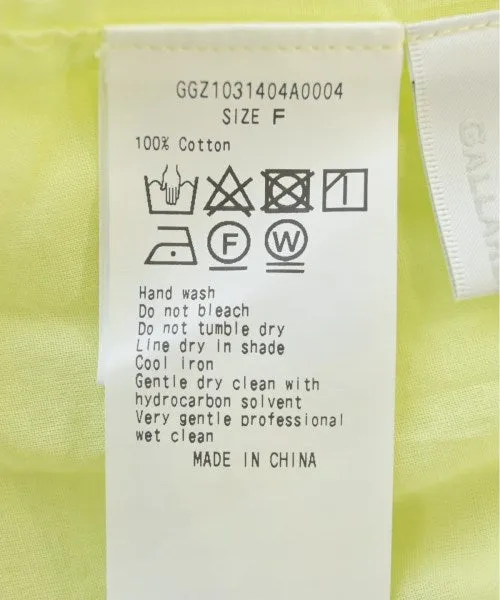 GGZ1031404A0004
SIZE F
100% Cotton
F W
Hand wash
Do not bleach
Do not tumble dry
Line dry in shade
Cool iron
Gentle dry clean with
hydrocarbon solvent
Very gentle professional
wet clean
MADE IN CHINA